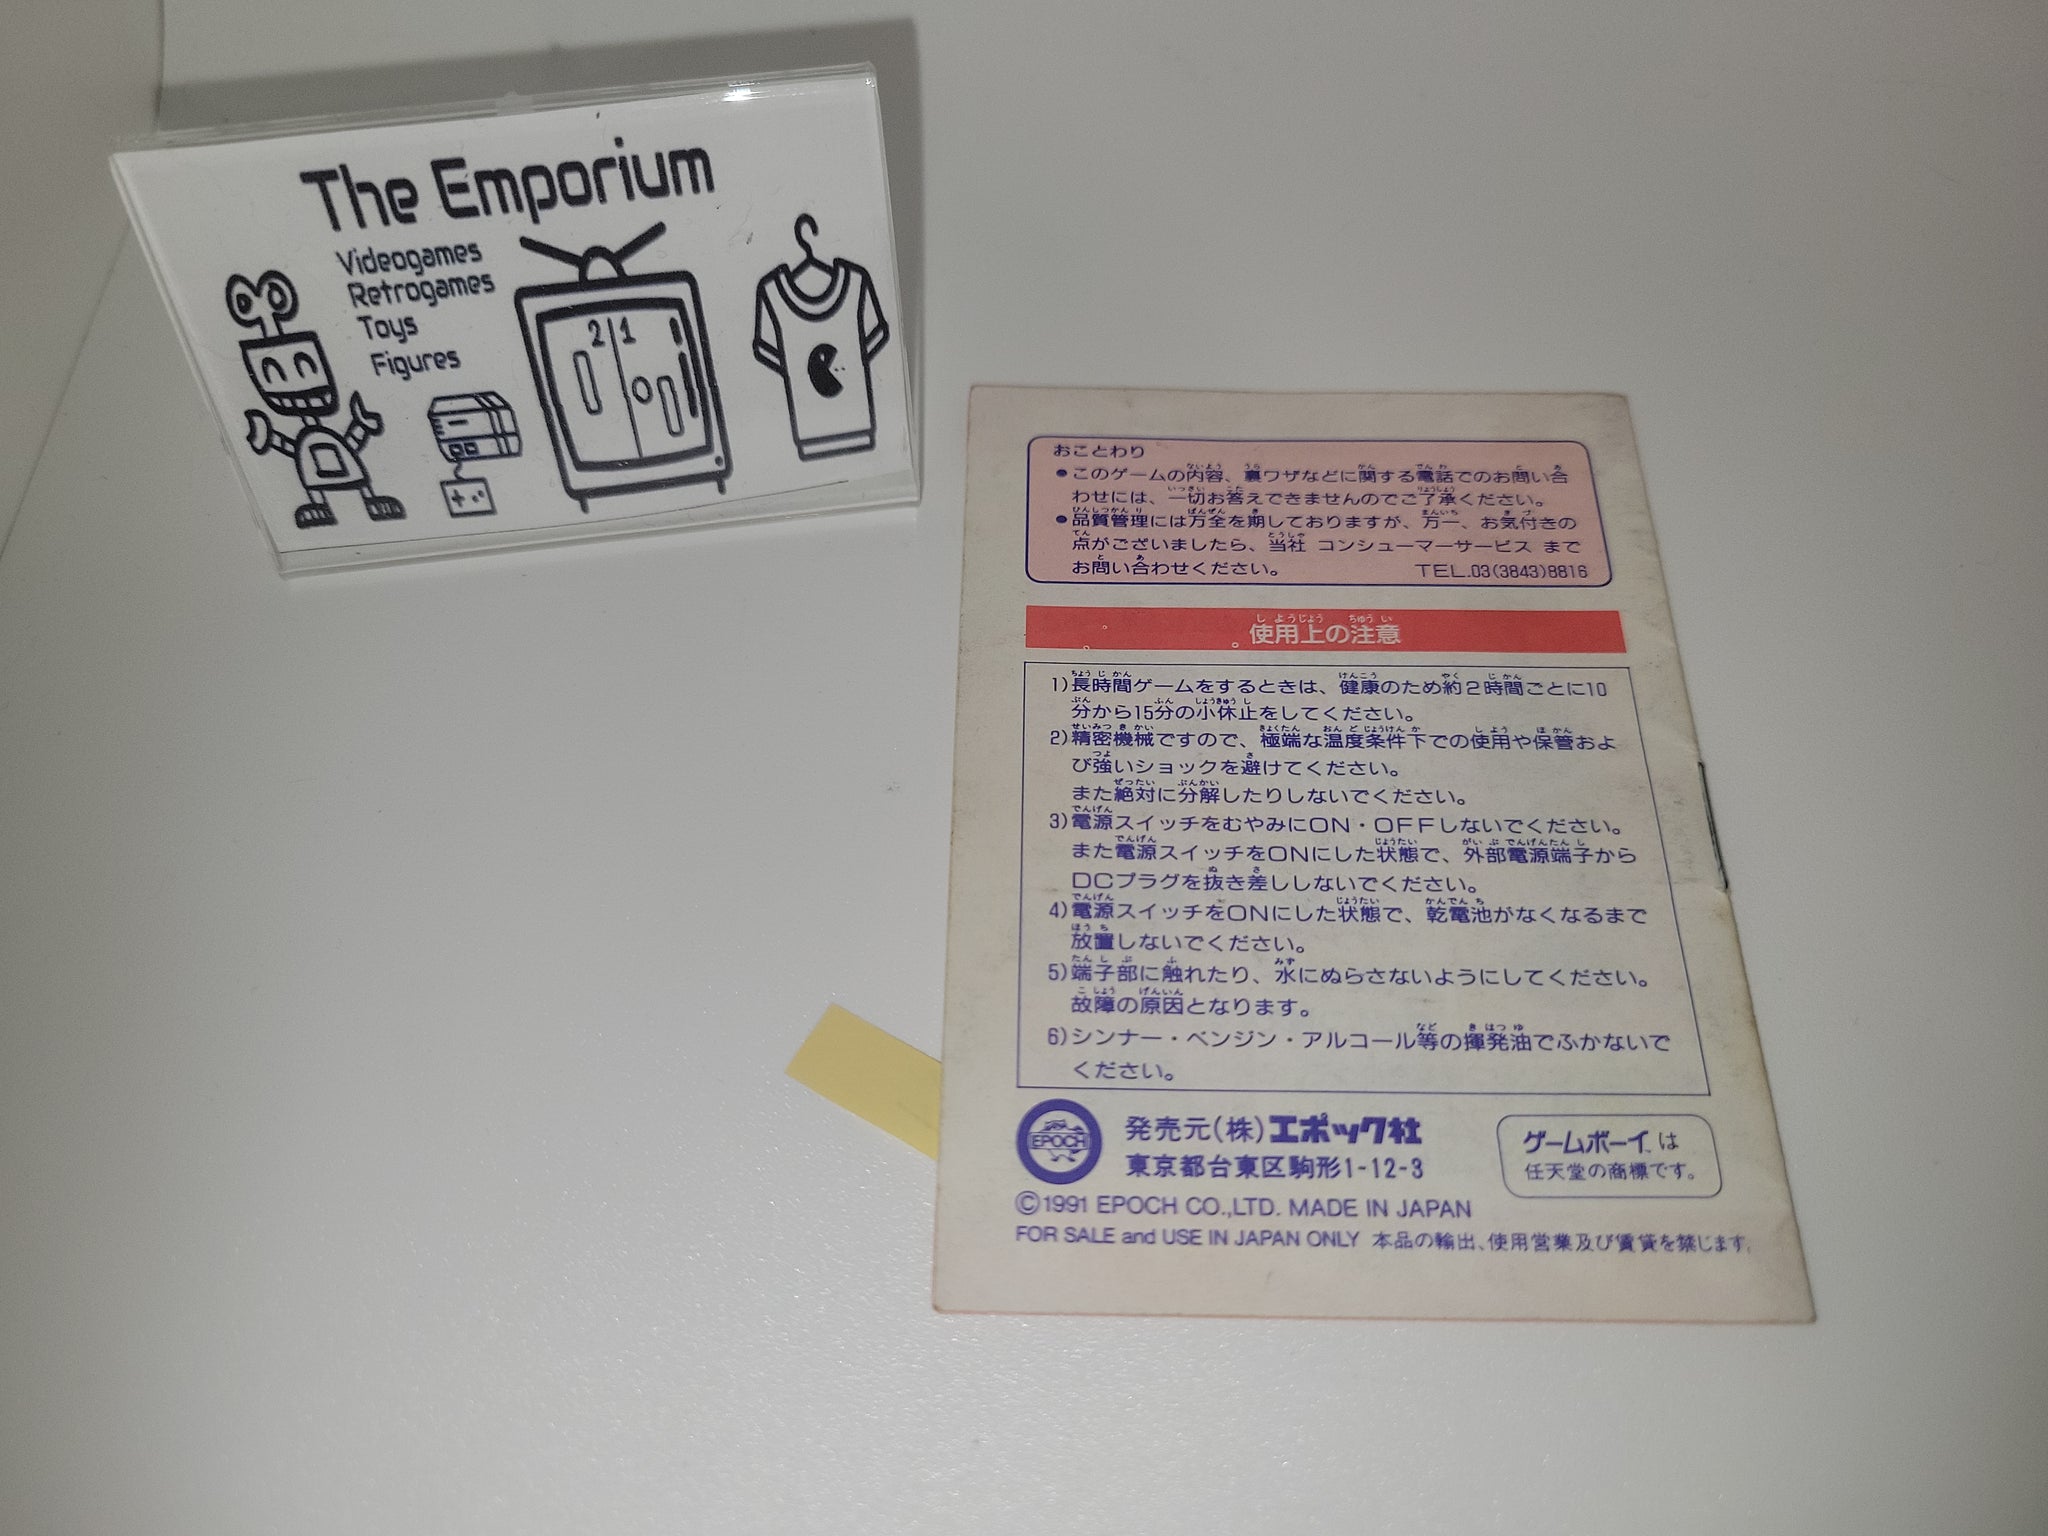 The Emporium
Videogames
Retrogames
Toys
Figures
2 1
おことわり
●このゲームの内容、裏ワザなどに関する電話でのお問い合
わせには、一切お答えできませんのでご了承ください。
●品質管理には万全を期しておりますが、万一、お気付きの
点がございましたら、当社 コンシューマーサービス まで
お問い合わせください。 TEL.03(3843)8816
使用上の注意
1)長時間ゲームをするときは、健康のため約2時間ごとに10
分から15分の小休止をしてください。
2)精密機械ですので、極端な温度条件下での使用や保管およ
び強いショックを避けてください。
また絶対に分解したりしないでください。
3)電源スイッチをむやみにON・OFFしないでください。
また電源スイッチをONにした状態で、外部電源端子から
DCプラグを抜き差ししないでください。
4)電源スイッチをONにした状態で、乾電池がなくなるまで
放置しないでください。
5)端子部に触れたり、水にぬらさないようにしてください。
故障の原因となります。
6)シンナー・ベンジン・アルコール等の揮発油でふかないで
ください。
EPOCH
発売元(株)エポック社
東京都台東区駒形1-12-3
ゲームボーイは
任天堂の商標です。
©1991 EPOCH CO.,LTD. MADE IN JAPAN
FOR SALE and USE IN JAPAN ONLY 本品の輸出、使用営業及び賃貸を禁じます。